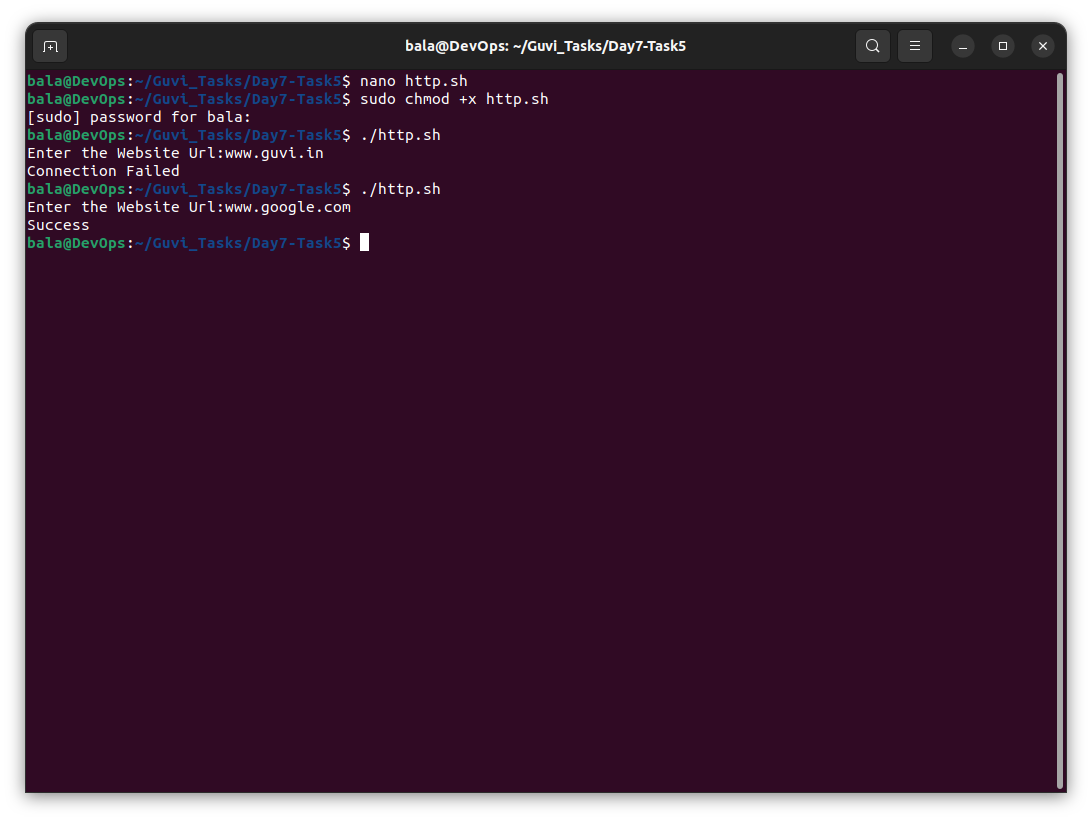 bala@DevOps: ~/Guvi_Tasks/Day7-Task5
bala@DevOps:~/Guvi_Tasks/Day7-Task5$ nano http.sh
bala@DevOps:~/Guvi_Tasks/Day7-Task5$ sudo chmod +x http.sh
[sudo] password for bala:
bala@DevOps:~/Guvi_Tasks/Day7-Task5$ ./http.sh
Enter the Website Url:www.guvi.in
Connection Failed
bala@DevOps:~/Guvi_Tasks/Day7-Task5$ ./http.sh
Enter the Website Url:www.google.com
Success
bala@DevOps:~/Guvi_Tasks/Day7-Task5$